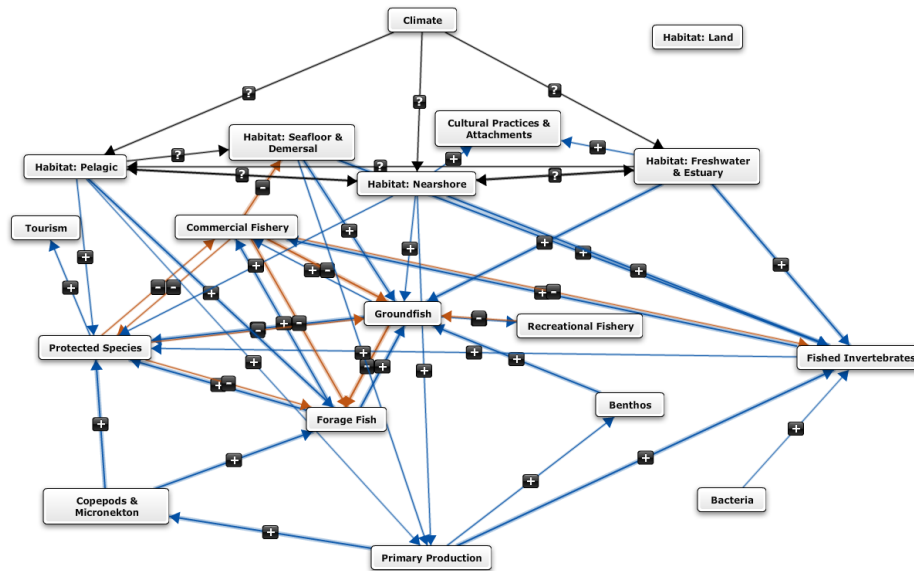 Climate
Habitat: Land
?
?
?
Cultural Practices &
Attachments
Habitat: Seafloor &
Demersal
?
+
+
Habitat: Pelagic
?
Habitat: Freshwater
& Estuary
?
?
Habitat: Nearshore
-
Tourism
Commercial Fishery
+
+
+
+
+
+
+
+
-
+
+
+
-
-
+
+
-
Groundfish
-
Recreational Fishery
-
+
-
Protected Species
+
Fished Invertebrates
+
+
-
+
+
+
-
Benthos
Forage Fish
+
+
+
+
Copepods &
Micronekton
Bacteria
+
+
Primary Production